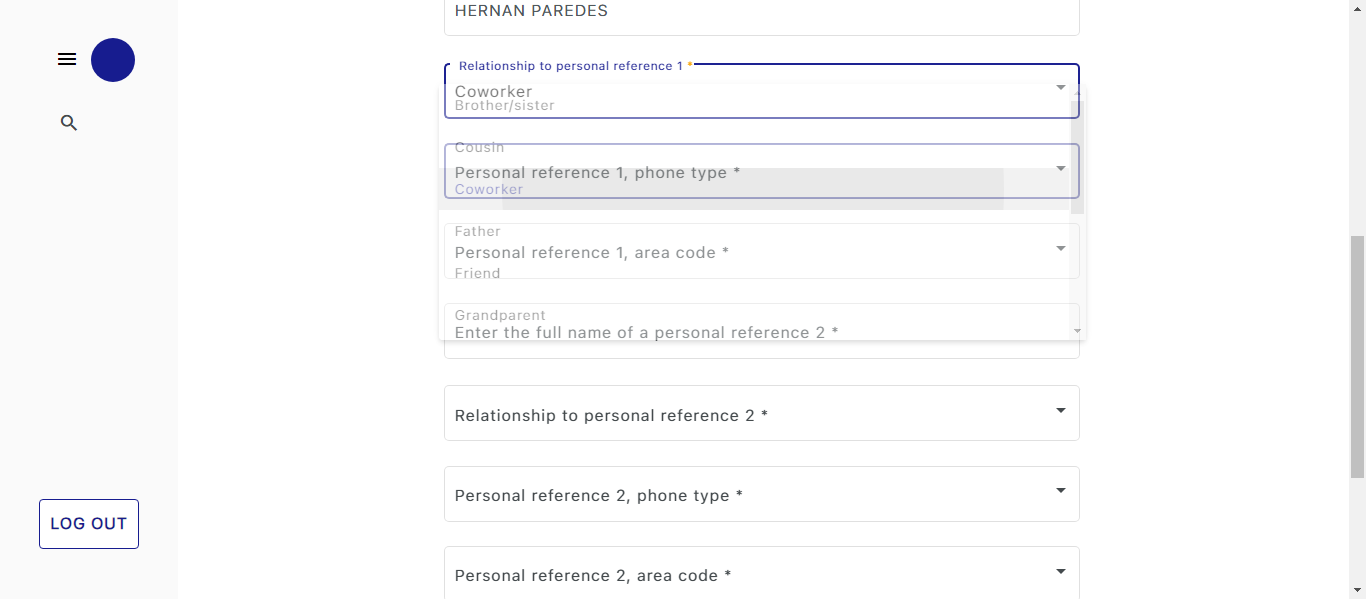 HERNAN PAREDES
Relationship to personal reference 1 *
Coworker
Brother/sister
Cousin
Personal reference 1, phone type *
Coworker
Father
Personal reference 1, area code *
Friend
Grandparent
Enter the full name of a personal reference 2 *
Relationship to personal reference 2 *
Personal reference 2, phone type *
LOG OUT
Personal reference 2, area code *